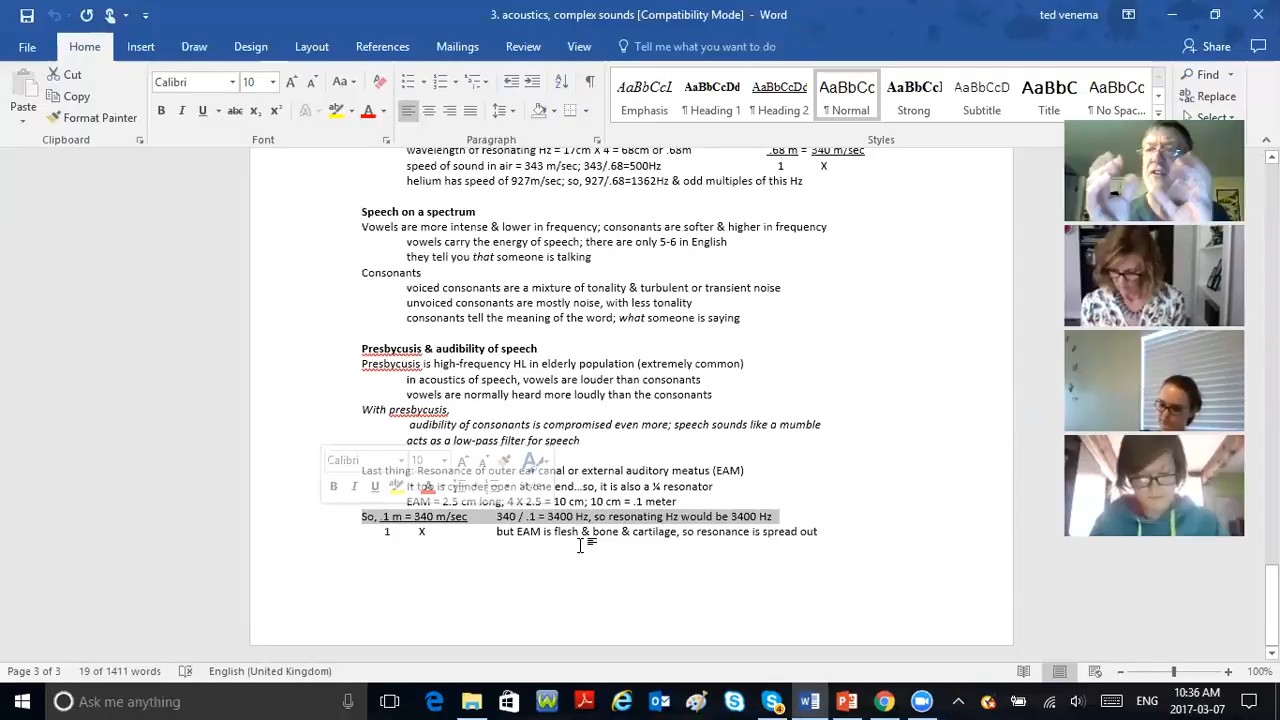 3. acoustics, complex sounds [Compatibility Mode] - Word
ted venema
File Home Insert Draw Design Layout References Mailings Review View Tell me what you want to do Share
Paste
Cut
Copy
Format Painter
Clipboard
Calibri 10
Font
Paragraph
AaBbCcL AaBbCcDd AaBbCcDd AaBbCc AaBbCcI AaBbCcD AaBbC AaBbCc
Emphasis ¶ Heading 1 ¶ Heading 2 ¶ Normal Strong Subtitle Title ¶ No Spac...
Styles
Find
Replace
Select
wavelength of resonating Hz = 17cm X 4 = 68cm or .68m .68 m = 340 m/sec
speed of sound in air = 343 m/sec; 343/.68=500Hz 1 X
helium has speed of 927m/sec; so, 927/.68=1362Hz & odd multiples of this Hz
Speech on a spectrum
Vowels are more intense & lower in frequency; consonants are softer & higher in frequency
vowels carry the energy of speech; there are only 5-6 in English
they tell you that someone is talking
Consonants
voiced consonants are a mixture of tonality & turbulent or transient noise
unvoiced consonants are mostly noise, with less tonality
consonants tell the meaning of the word; what someone is saying
Presbycusis & audibility of speech
Presbycusis is high-frequency HL in elderly population (extremely common)
in acoustics of speech, vowels are louder than consonants
vowels are normally heard more loudly than the consonants
With presbycusis,
audibility of consonants is compromised even more; speech sounds like a mumble
acts as a low-pass filter for speech
Calibri 10
Last thing: Resonance of outer ear canal or external auditory meatus (EAM)
It too is cylinder open at one end…so, it is also a ¼ resonator
EAM = 2.5 cm long; 4 X 2.5 = 10 cm; 10 cm = .1 meter
So, .1 m = 340 m/sec 340 / .1 = 3400 Hz, so resonating Hz would be 3400 Hz
1 X but EAM is flesh & bone & cartilage, so resonance is spread out
Page 3 of 3 19 of 1411 words English (United Kingdom) 100%
Ask me anything
ENG
10:36 AM
2017-03-07